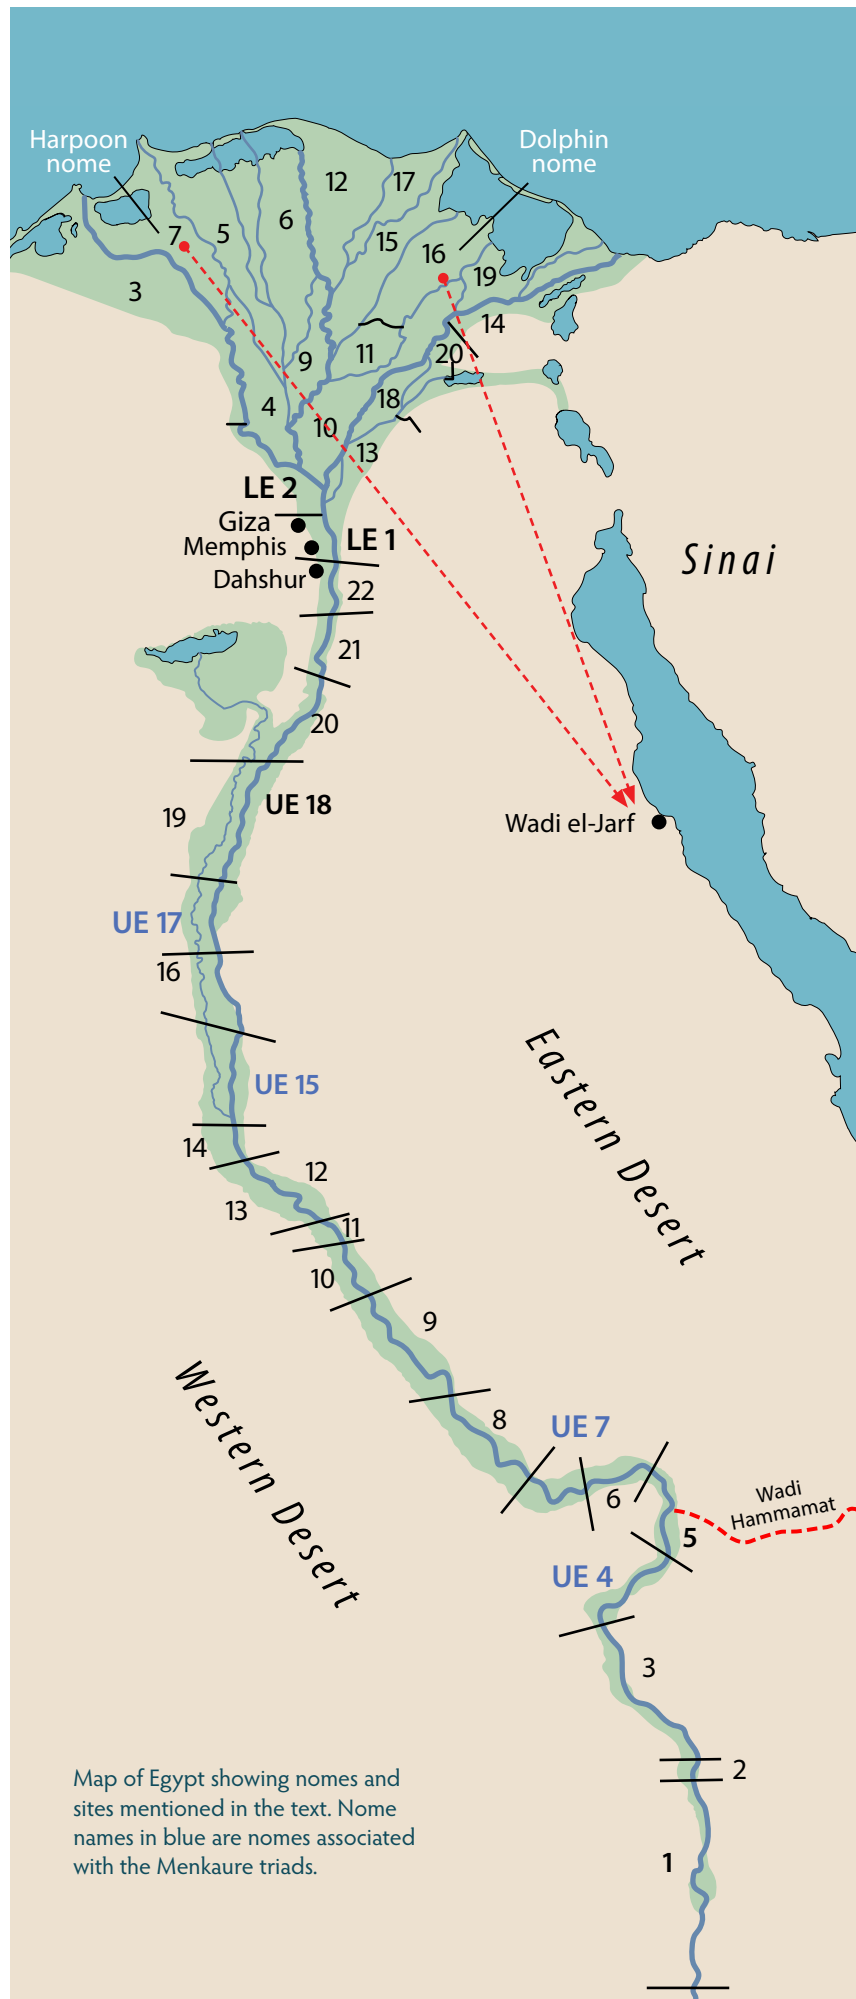 Harpoon
nome
Dolphin
nome
12
17
7
5
6
15
16
19
3
14
9
11
20
4
18
10
13
LE 2
Giza
LE 1
Memphis
Dahshur
22
Sinai
21
20
UE 18
19
Wadi el-Jarf
UE 17
16
Eastern Desert
UE 15
14
12
13
11
10
9
Western Desert
8
UE 7
6
Wadi
Hammamat
5
UE 4
3
2
Map of Egypt showing nomes and
sites mentioned in the text. Nome
names in blue are nomes associated
with the Menkaure triads.
1